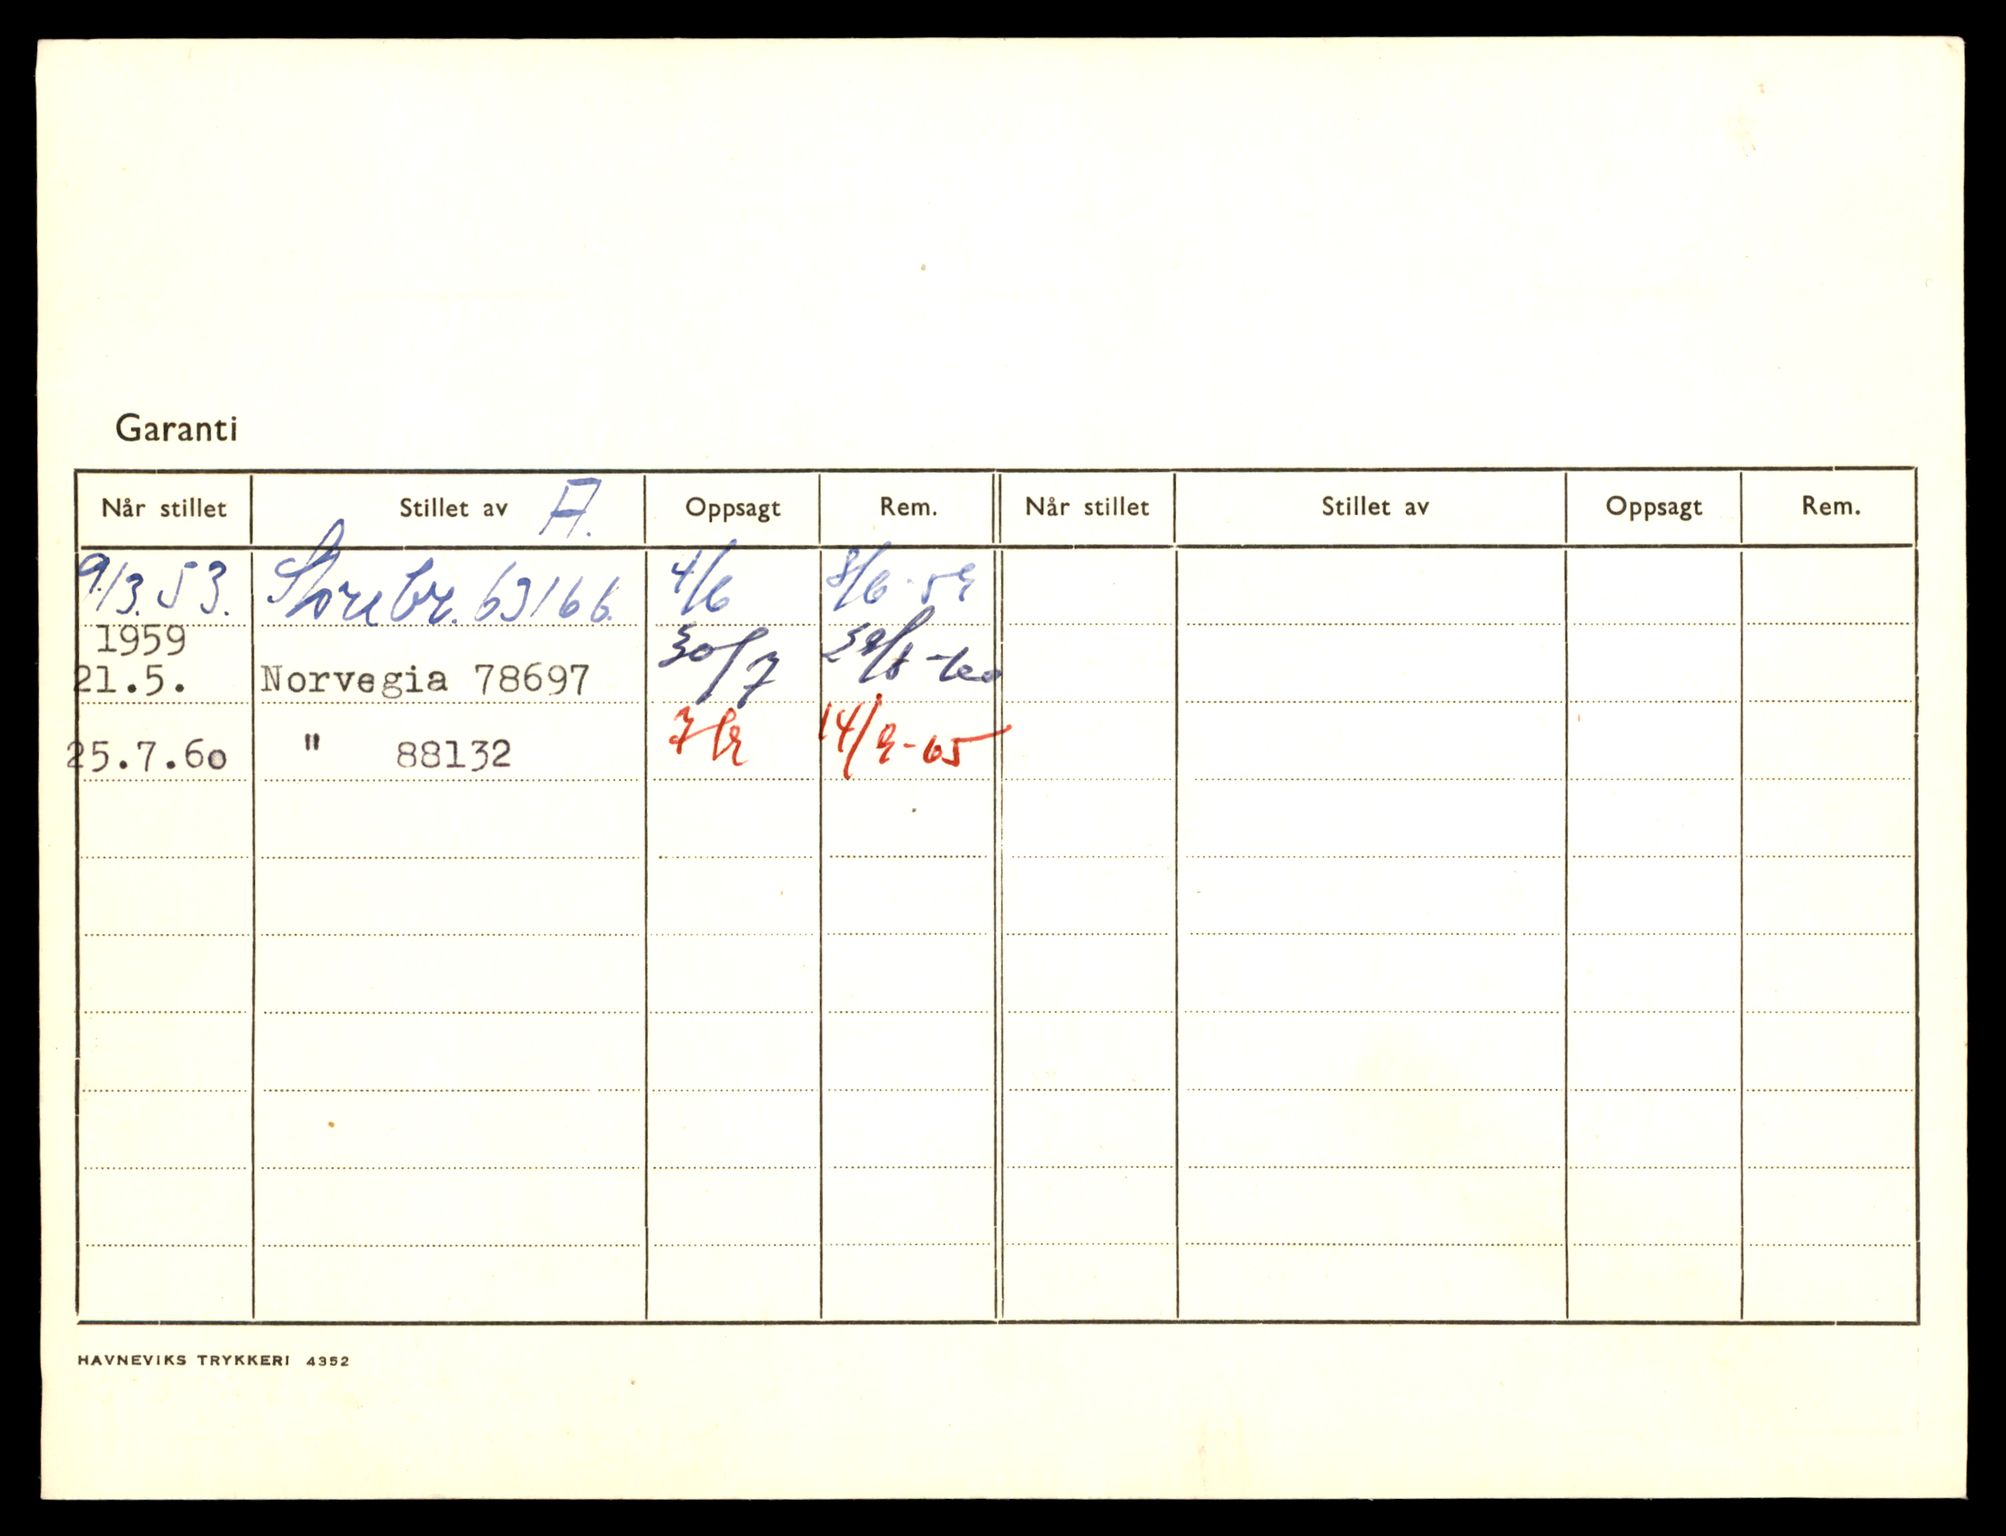 Garanti
Når stillet Stillet av A. Oppsagt Rem. Når stillet Stillet av Oppsagt Rem.
9/3.53. Storebr. 63166. 4/6 8/6-59
1959
21.5. Norvegia 78697 30/7
25.7.60 " 88132 7/9 14/9-65
HAVNEVIKS TRYKKERI 4352